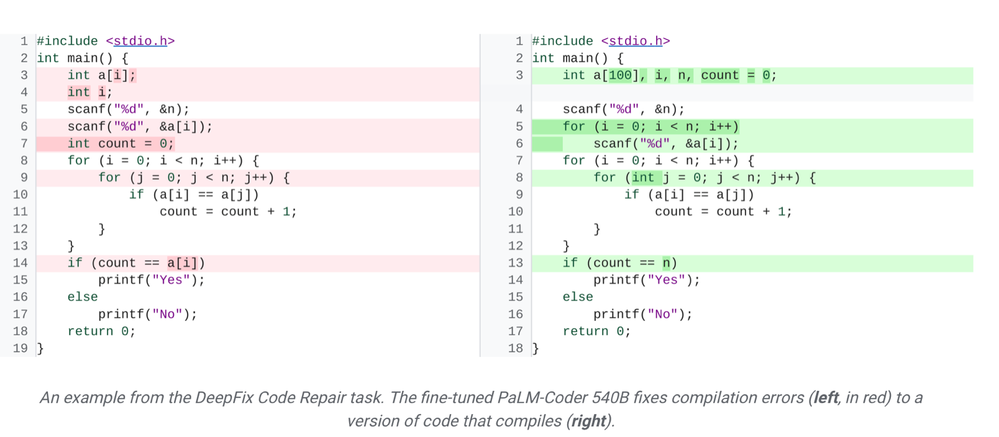 1 #include <stdio.h>
2 int main() {
3     int a[i];
4     int i;
5     scanf("%d", &n);
6     scanf("%d", &a[i]);
7     int count = 0;
8     for (i = 0; i < n; i++) {
9         for (j = 0; j < n; j++) {
10             if (a[i] == a[j])
11                 count = count + 1;
12         }
13     }
14     if (count == a[i])
15         printf("Yes");
16     else
17         printf("No");
18     return 0;
19 }
1 #include <stdio.h>
2 int main() {
3     int a[100], i, n, count = 0;
4     scanf("%d", &n);
5     for (i = 0; i < n; i++)
6         scanf("%d", &a[i]);
7     for (i = 0; i < n; i++) {
8         for (int j = 0; j < n; j++) {
9             if (a[i] == a[j])
10                 count = count + 1;
11         }
12     }
13     if (count == n)
14         printf("Yes");
15     else
16         printf("No");
17     return 0;
18 }
An example from the DeepFix Code Repair task. The fine-tuned PaLM-Coder 540B fixes compilation errors (left, in red) to a
version of code that compiles (right).